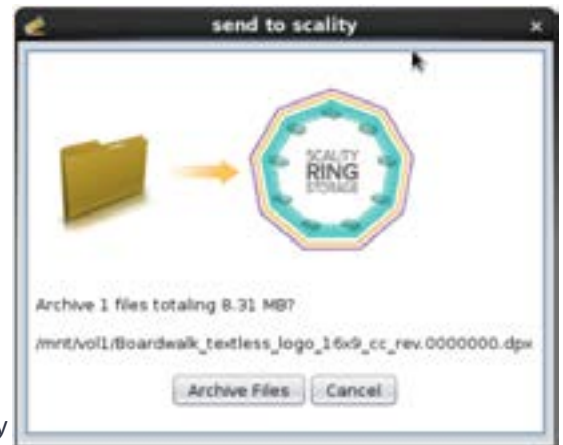 send to scality
SCALITY
RING
STORAGE
Archive 1 files totaling 8.31 MB?
/mnt/vol1/Boardwalk_textless_logo_16x9_cc_rev.0000000.dpx
Archive Files Cancel
y